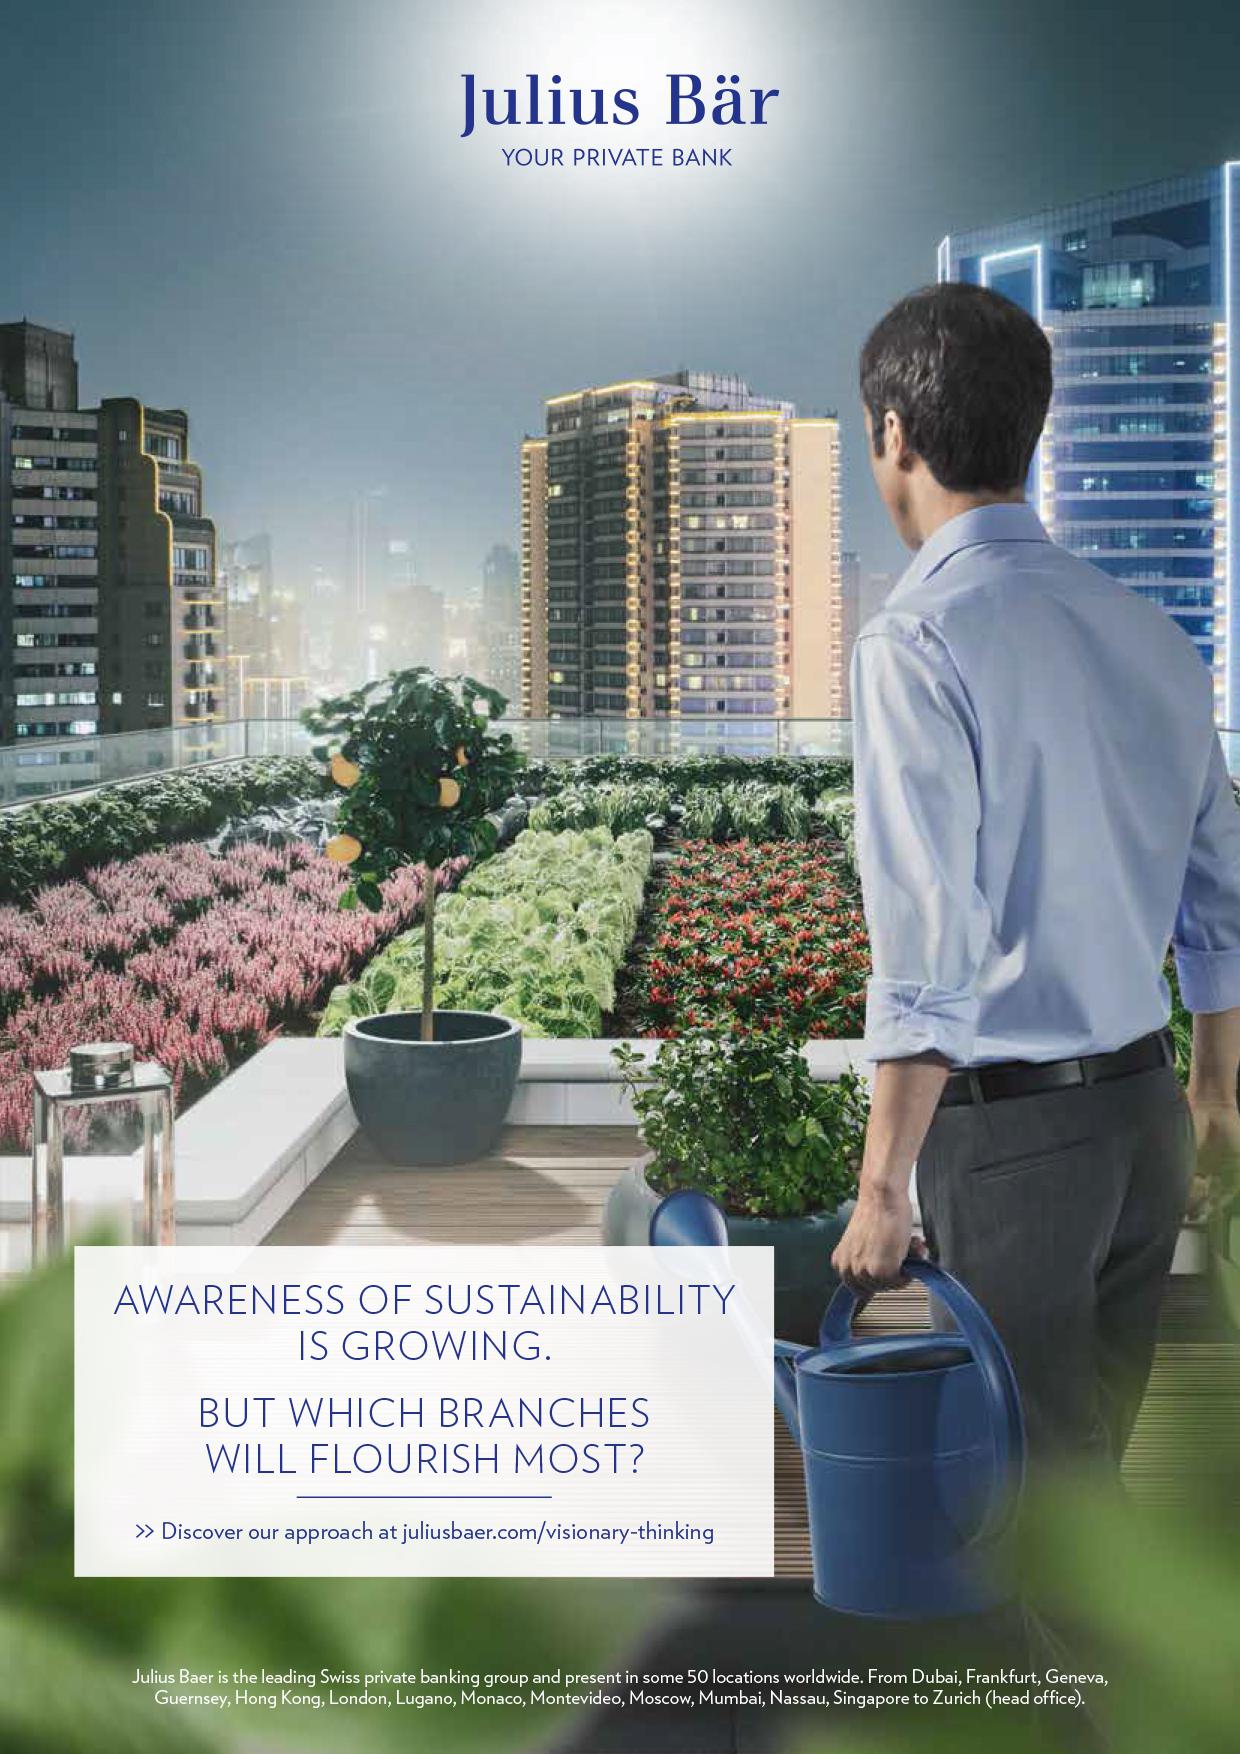 Julius Bär
YOUR PRIVATE BANK
AWARENESS OF SUSTAINABILITY
IS GROWING.
BUT WHICH BRANCHES
WILL FLOURISH MOST?
>> Discover our approach at juliusbaer.com/visionary-thinking
Julius Baer is the leading Swiss private banking group and present in some 50 locations worldwide. From Dubai, Frankfurt, Geneva,
Guernsey, Hong Kong, London, Lugano, Monaco, Montevideo, Moscow, Mumbai, Nassau, Singapore to Zurich (head office).